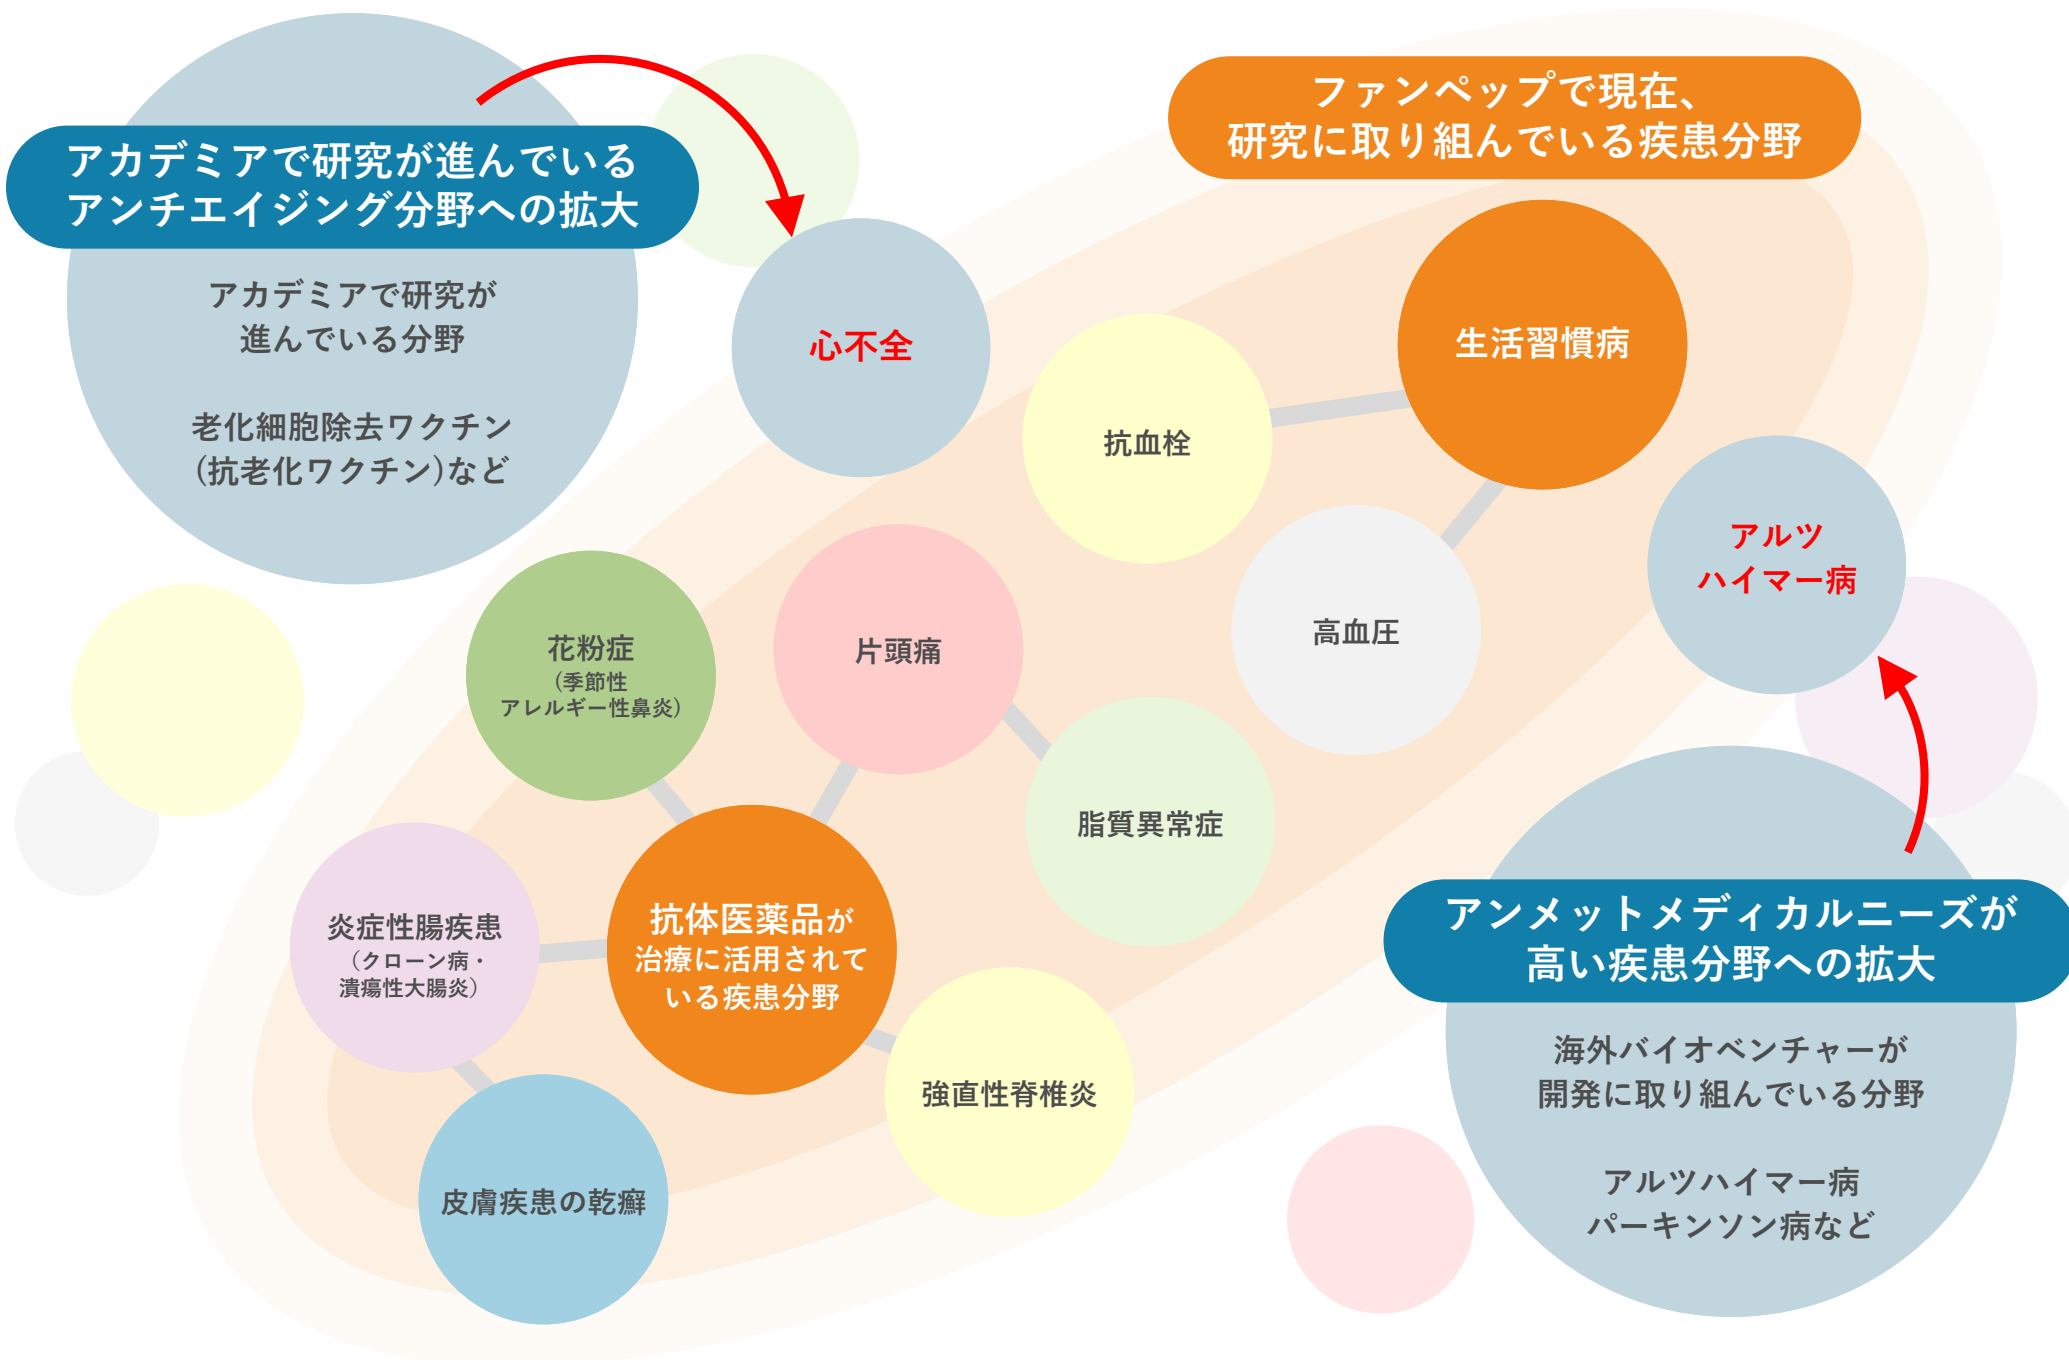 アカデミアで研究が進んでいる
アンチエイジング分野への拡大
アカデミアで研究が
進んでいる分野
老化細胞除去ワクチン
(抗老化ワクチン)など
ファンペップで現在、
研究に取り組んでいる疾患分野
心不全
生活習慣病
抗血栓
アルツ
ハイマー病
高血圧
片頭痛
花粉症
(季節性
アレルギー性鼻炎)
脂質異常症
炎症性腸疾患
(クローン病・
潰瘍性大腸炎)
抗体医薬品が
治療に活用されて
いる疾患分野
強直性脊椎炎
皮膚疾患の乾癬
アンメットメディカルニーズが
高い疾患分野への拡大
海外バイオベンチャーが
開発に取り組んでいる分野
アルツハイマー病
パーキンソン病など